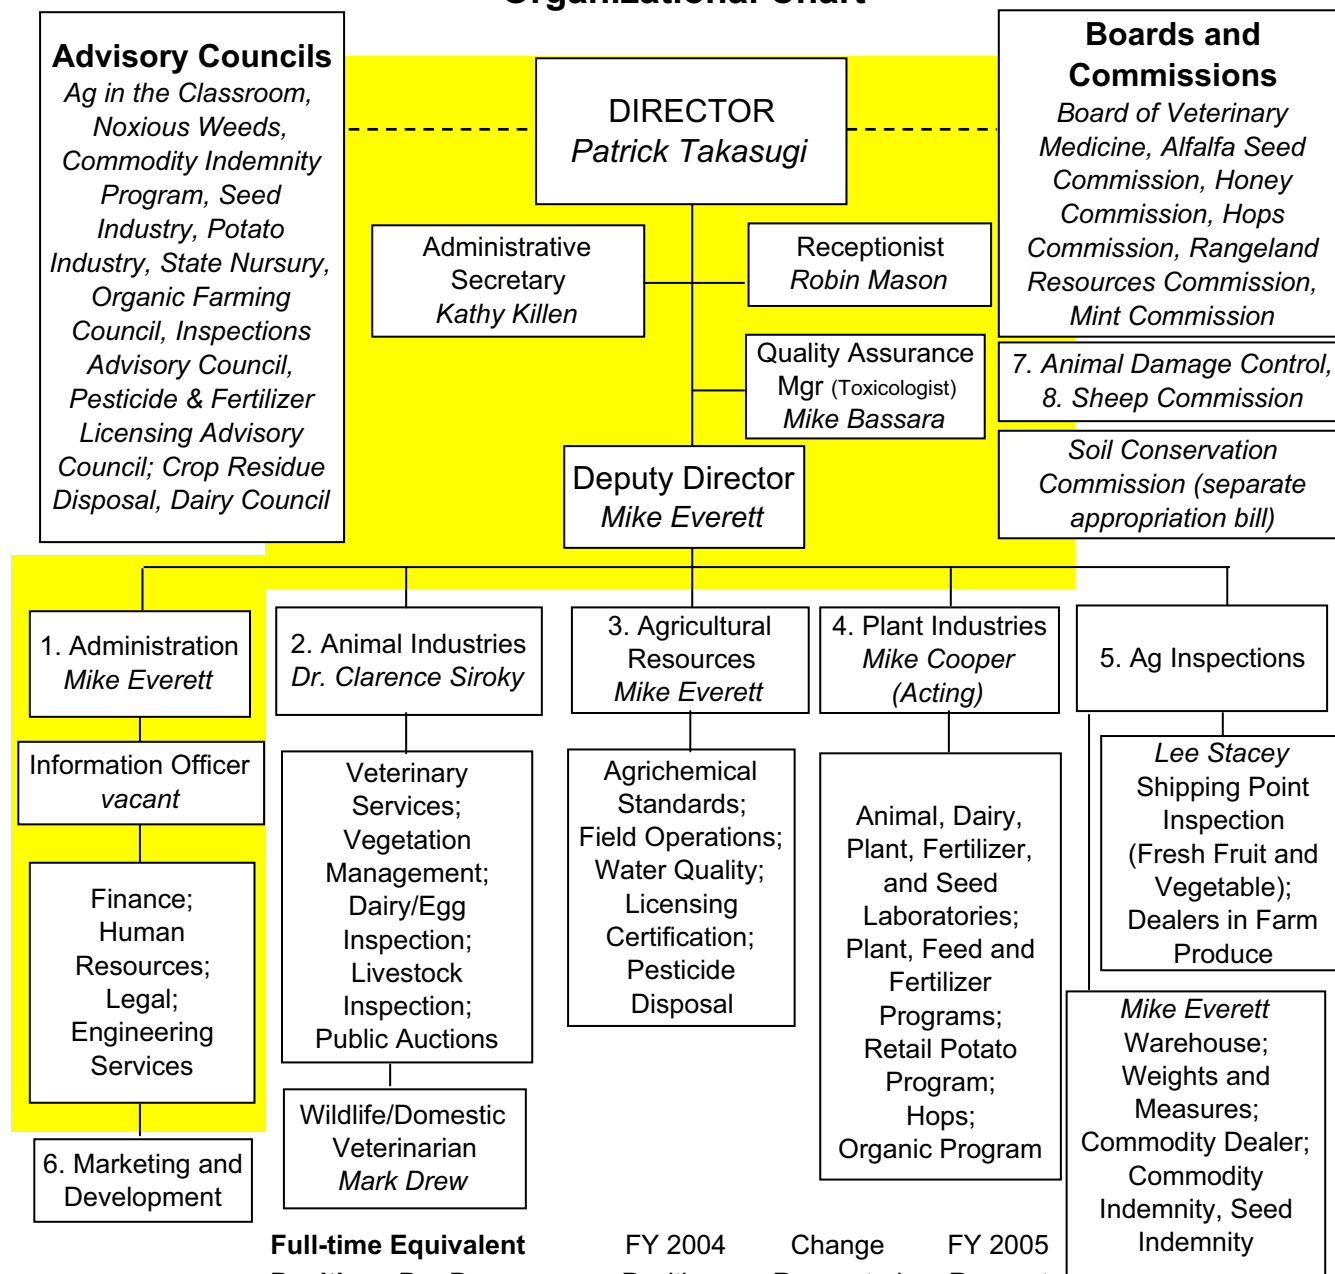 Organizational Chart
Advisory Councils
Ag in the Classroom,
Noxious Weeds,
Commodity Indemnity
Program, Seed
Industry, Potato
Industry, State Nursury,
Organic Farming
Council, Inspections
Advisory Council,
Pesticide & Fertilizer
Licensing Advisory
Council; Crop Residue
Disposal, Dairy Council
DIRECTOR
Patrick Takasugi
Boards and
Commissions
Board of Veterinary
Medicine, Alfalfa Seed
Commission, Honey
Commission, Hops
Commission, Rangeland
Resources Commission,
Mint Commission
Administrative
Secretary
Kathy Killen
Receptionist
Robin Mason
Quality Assurance
Mgr (Toxicologist)
Mike Bassara
7. Animal Damage Control,
8. Sheep Commission
Soil Conservation
Commission (separate
appropriation bill)
Deputy Director
Mike Everett
1. Administration
Mike Everett
Information Officer
vacant
Finance;
Human
Resources;
Legal;
Engineering
Services
6. Marketing and
Development
2. Animal Industries
Dr. Clarence Siroky
Veterinary
Services;
Vegetation
Management;
Dairy/Egg
Inspection;
Livestock
Inspection;
Public Auctions
Wildlife/Domestic
Veterinarian
Mark Drew
3. Agricultural
Resources
Mike Everett
Agrichemical
Standards;
Field Operations;
Water Quality;
Licensing
Certification;
Pesticide
Disposal
4. Plant Industries
Mike Cooper
(Acting)
Animal, Dairy,
Plant, Fertilizer,
and Seed
Laboratories;
Plant, Feed and
Fertilizer
Programs;
Retail Potato
Program;
Hops;
Organic Program
5. Ag Inspections
Lee Stacey
Shipping Point
Inspection
(Fresh Fruit and
Vegetable);
Dealers in Farm
Produce
Mike Everett
Warehouse;
Weights and
Measures;
Commodity Dealer;
Commodity
Indemnity, Seed
Indemnity
Full-time Equivalent FY 2004 Change FY 2005